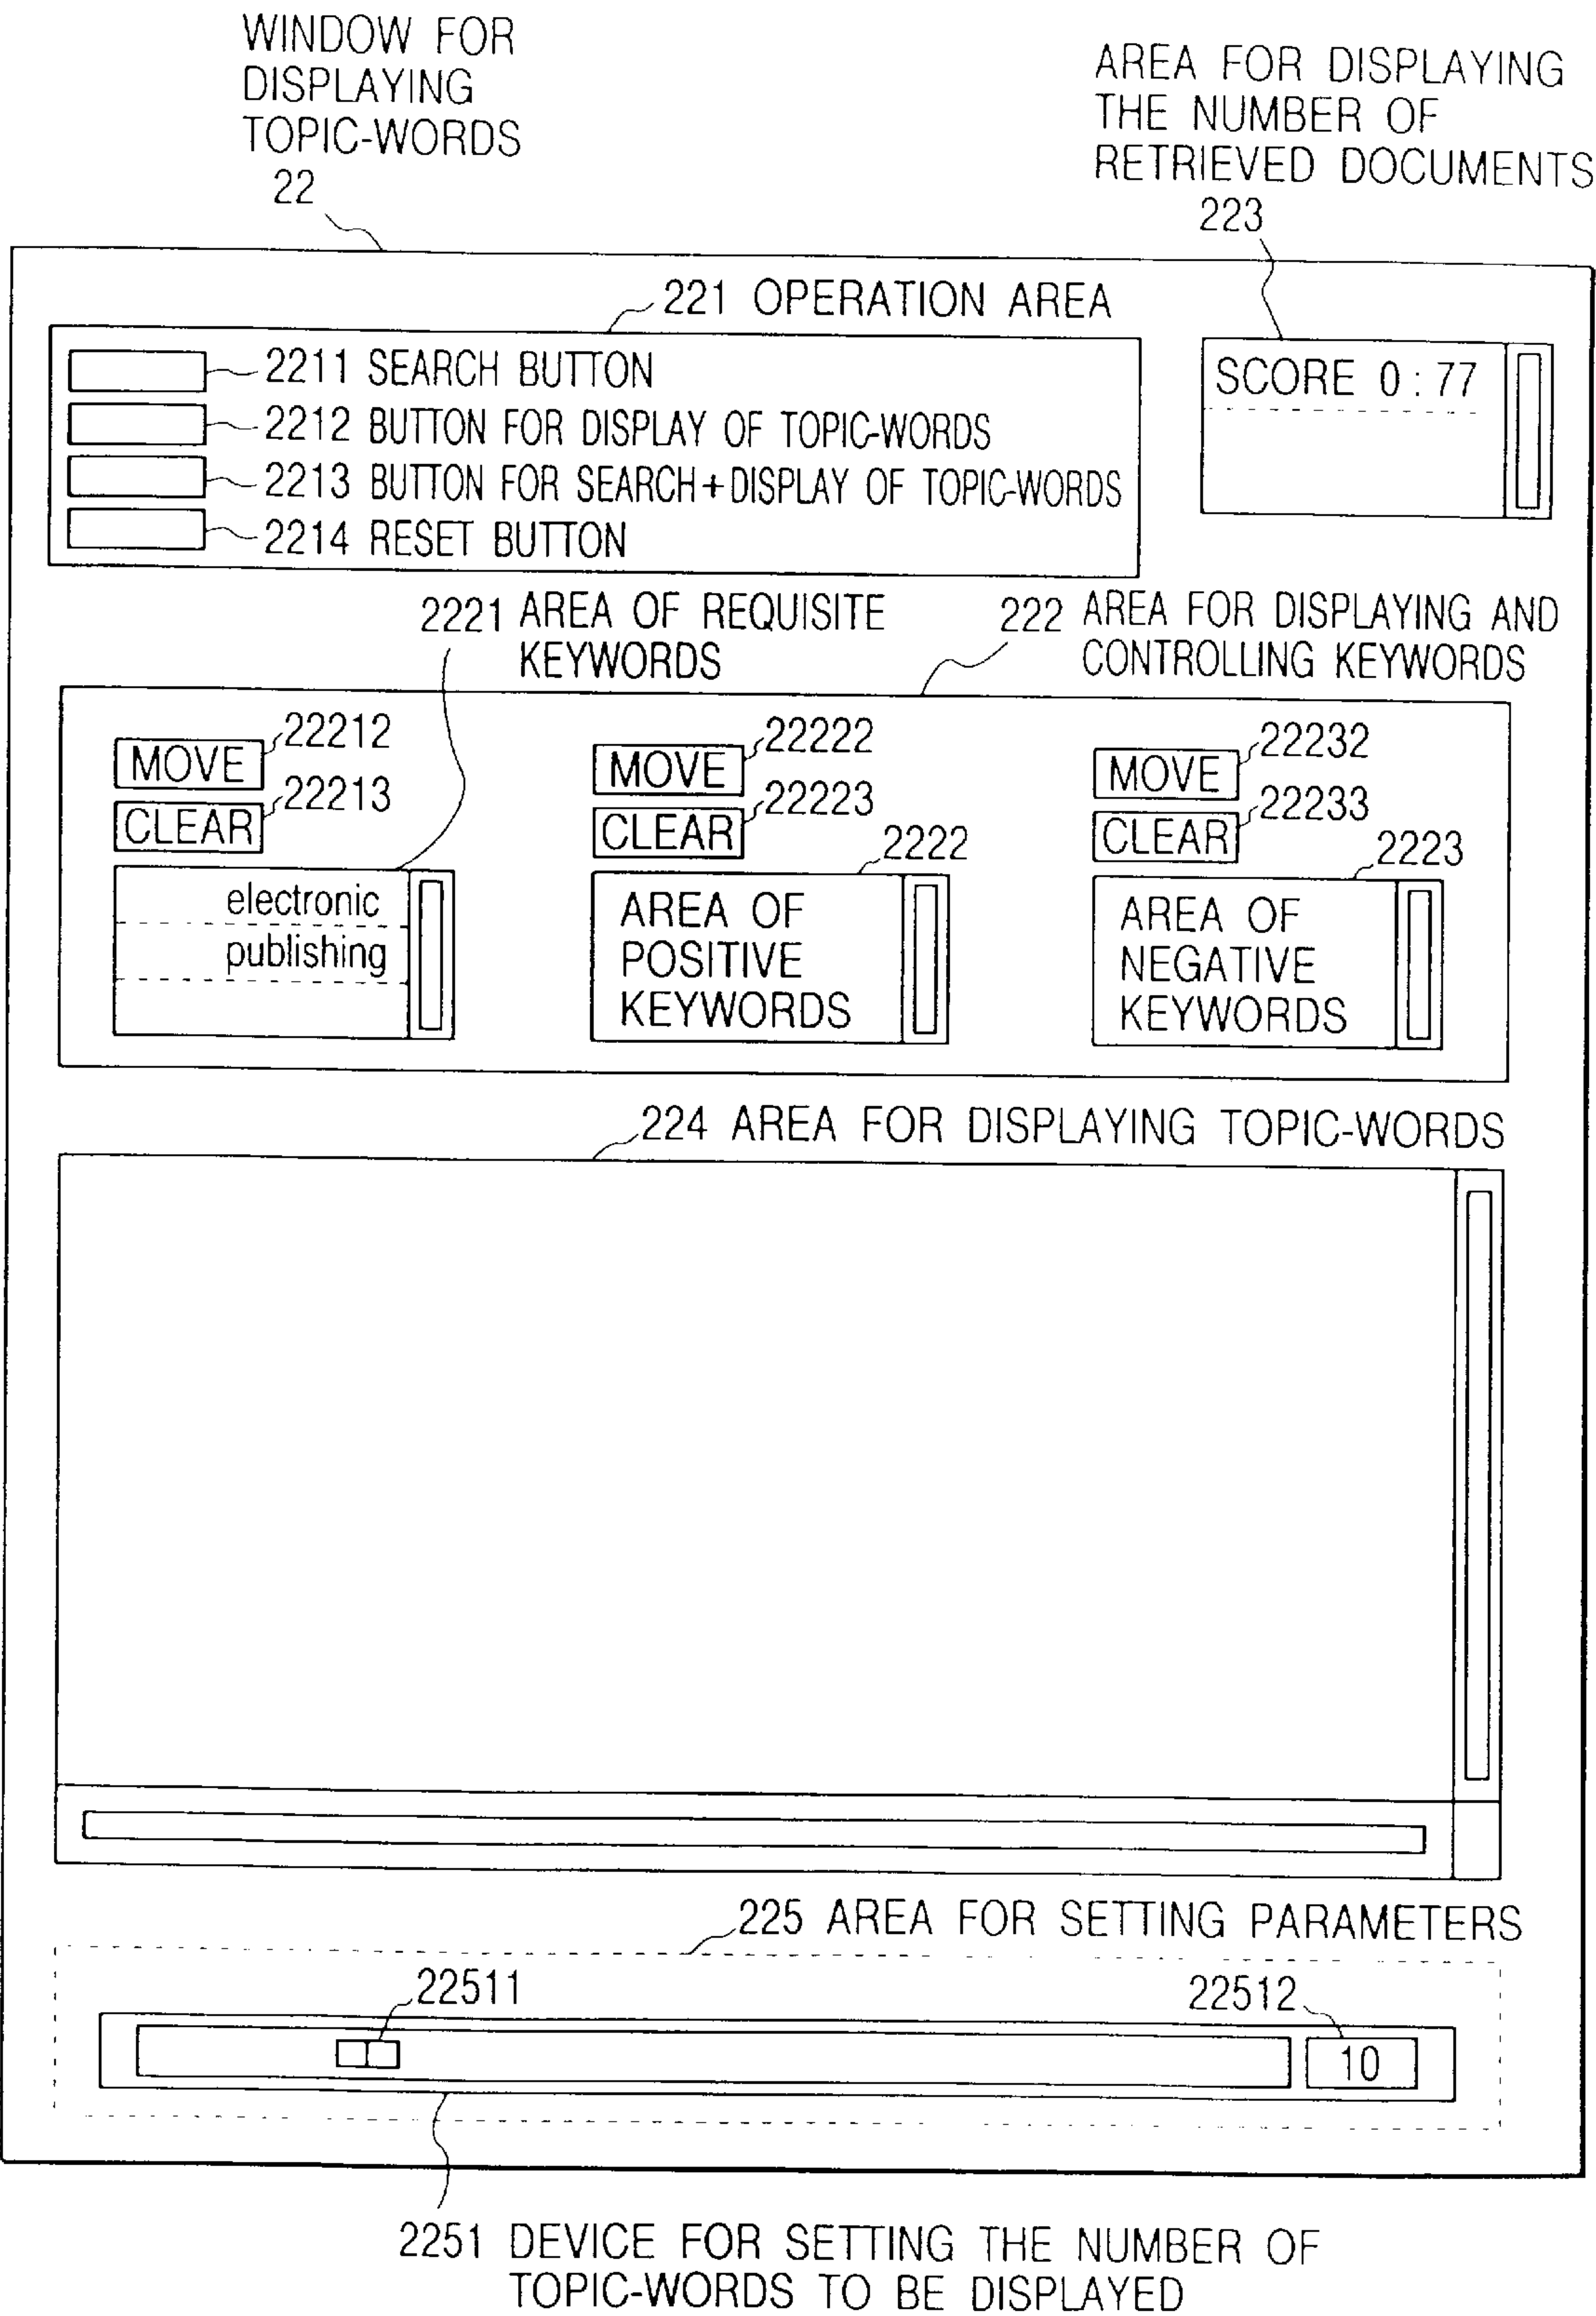 WINDOW FOR
DISPLAYING
TOPIC-WORDS
22
AREA FOR DISPLAYING
THE NUMBER OF
RETRIEVED DOCUMENTS
223
221 OPERATION AREA
2211 SEARCH BUTTON
2212 BUTTON FOR DISPLAY OF TOPIC-WORDS
2213 BUTTON FOR SEARCH+DISPLAY OF TOPIC-WORDS
2214 RESET BUTTON
SCORE 0 : 77
2221 AREA OF REQUISITE
KEYWORDS
222 AREA FOR DISPLAYING AND
CONTROLLING KEYWORDS
MOVE 22212
CLEAR 22213
electronic
publishing
MOVE 22222
CLEAR 22223
2222
AREA OF
POSITIVE
KEYWORDS
MOVE 22232
CLEAR 22233
2223
AREA OF
NEGATIVE
KEYWORDS
224 AREA FOR DISPLAYING TOPIC-WORDS
225 AREA FOR SETTING PARAMETERS
22511
22512
10
2251 DEVICE FOR SETTING THE NUMBER OF
TOPIC-WORDS TO BE DISPLAYED